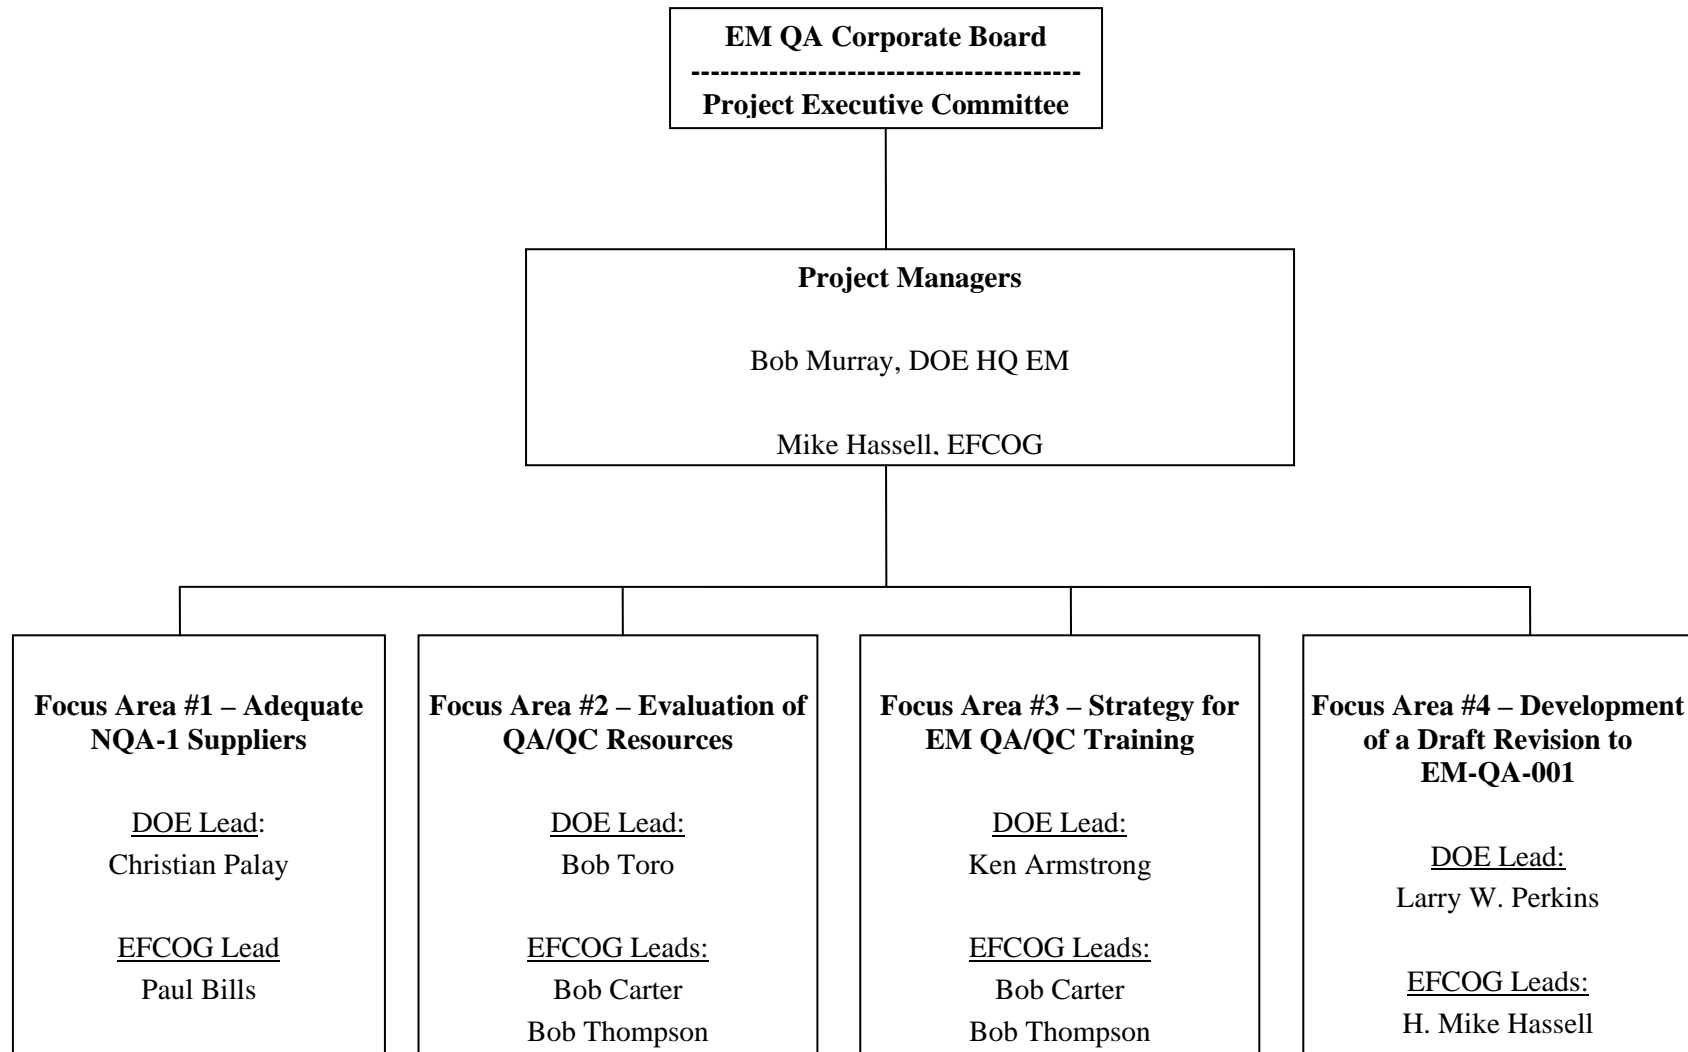 EM QA Corporate Board
----------------------------------------
Project Executive Committee
Project Managers
Bob Murray, DOE HQ EM
Mike Hassell, EFCOG
Focus Area #1 – Adequate
NQA-1 Suppliers
DOE Lead:
Christian Palay
EFCOG Lead
Paul Bills
Focus Area #2 – Evaluation of
QA/QC Resources
DOE Lead:
Bob Toro
EFCOG Leads:
Bob Carter
Bob Thompson
Focus Area #3 – Strategy for
EM QA/QC Training
DOE Lead:
Ken Armstrong
EFCOG Leads:
Bob Carter
Bob Thompson
Focus Area #4 – Development
of a Draft Revision to
EM-QA-001
DOE Lead:
Larry W. Perkins
EFCOG Leads:
H. Mike Hassell